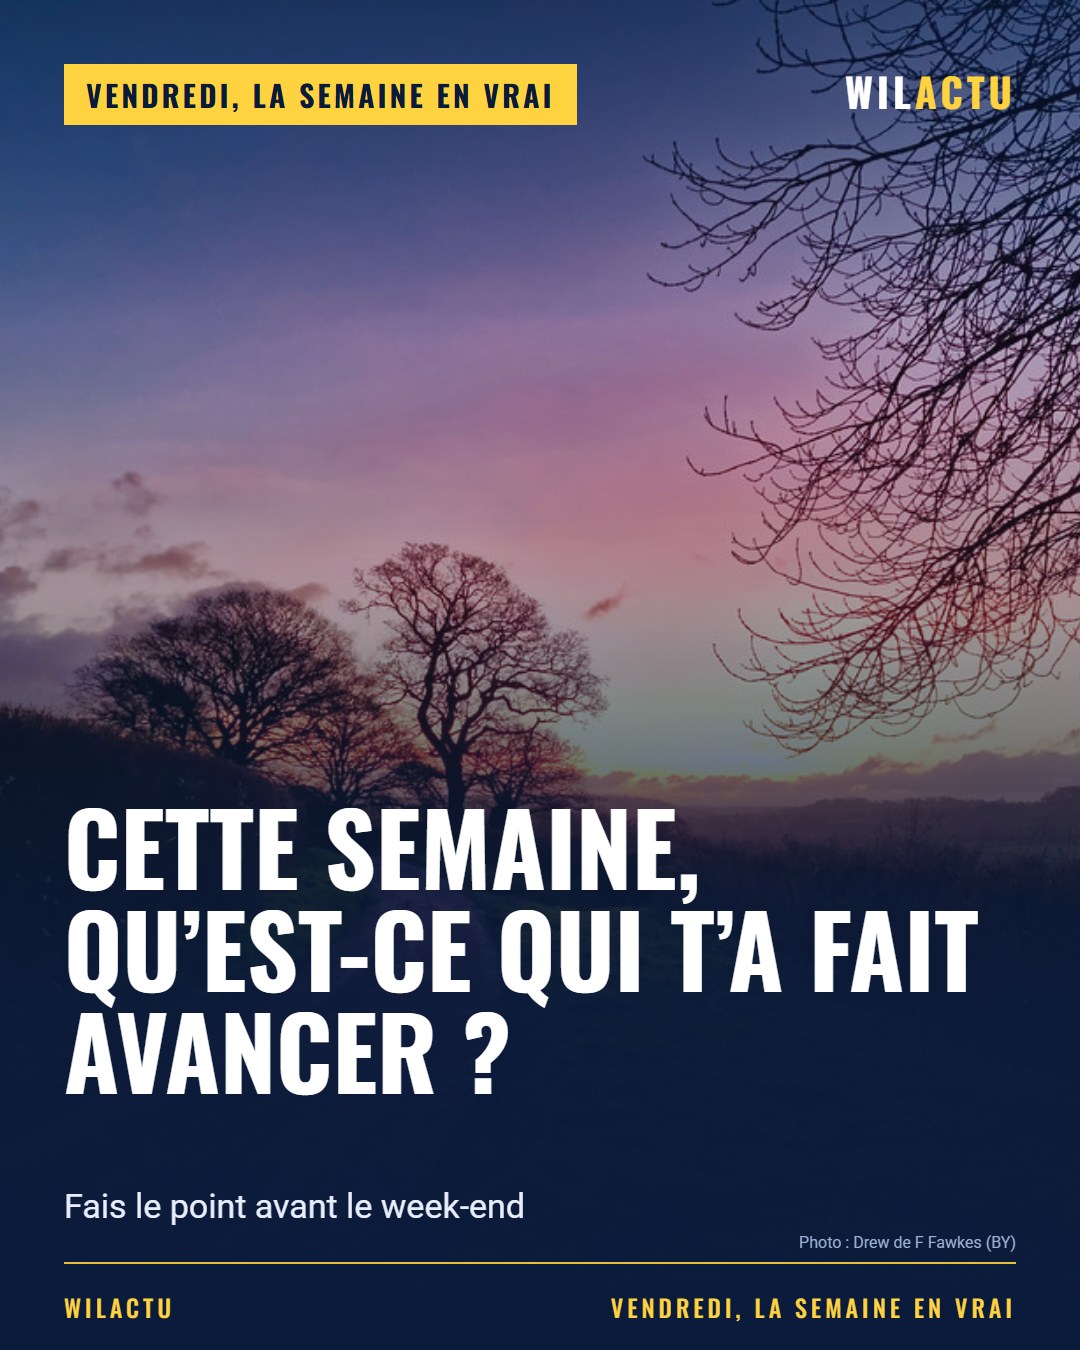 VENDREDI, LA SEMAINE EN VRAI
WILACTU
CETTE SEMAINE,
QU’EST-CE QUI T’A FAIT
AVANCER ?
Fais le point avant le week-end
Photo : Drew de F Fawkes (BY)
WILACTU
VENDREDI, LA SEMAINE EN VRAI